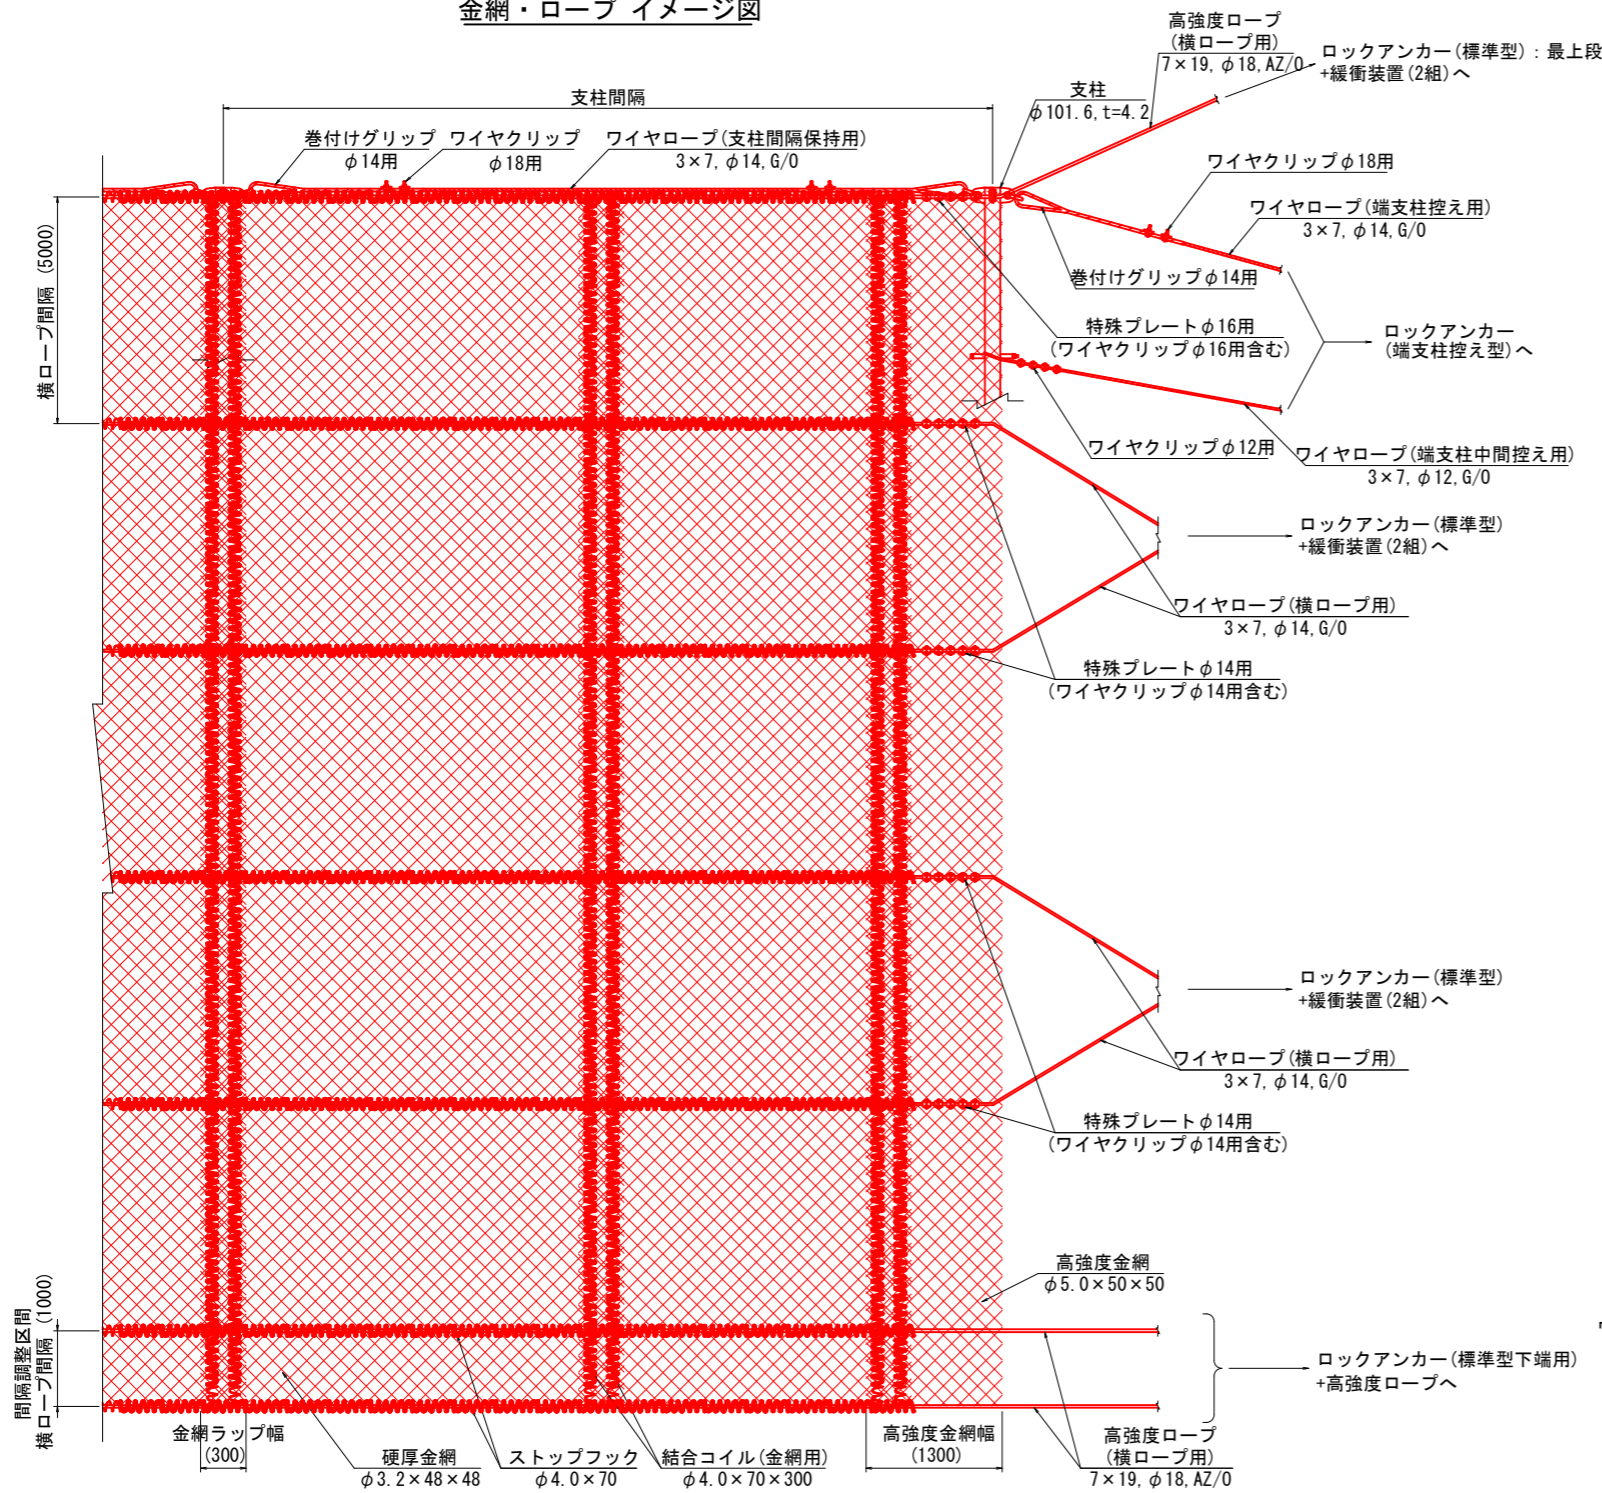 金網・ロープ イメージ図
高強度ロープ
(横ロープ用)
7×19, φ18, AZ/O
ロックアンカー(標準型) : 最上段
+緩衝装置(2組)へ
支柱間隔
支柱
φ101.6, t=4.2
巻付けグリップ
φ14用
ワイヤクリップ
φ18用
ワイヤロープ(支柱間隔保持用)
3×7, φ14, G/O
ワイヤクリップφ18用
ワイヤロープ(端支柱控え用)
3×7, φ14, G/O
横ロープ間隔 (5000)
巻付けグリップφ14用
特殊プレートφ16用
(ワイヤクリップφ16用含む)
ロックアンカー
(端支柱控え型)へ
ワイヤクリップφ12用
ワイヤロープ(端支柱中間控え用)
3×7, φ12, G/O
ロックアンカー(標準型)
+緩衝装置(2組)へ
ワイヤロープ(横ロープ用)
3×7, φ14, G/O
特殊プレートφ14用
(ワイヤクリップφ14用含む)
ロックアンカー(標準型)
+緩衝装置(2組)へ
ワイヤロープ(横ロープ用)
3×7, φ14, G/O
特殊プレートφ14用
(ワイヤクリップφ14用含む)
高強度金網
φ5.0×50×50
間隔調整区間
横ロープ間隔 (1000)
ロックアンカー(標準型下端用)
+高強度ロープへ
金網ラップ幅
(300)
硬厚金網
φ3.2×48×48
ストップフック
φ4.0×70
結合コイル(金網用)
φ4.0×70×300
高強度金網幅
(1300)
高強度ロープ
(横ロープ用)
7×19, φ18, AZ/O